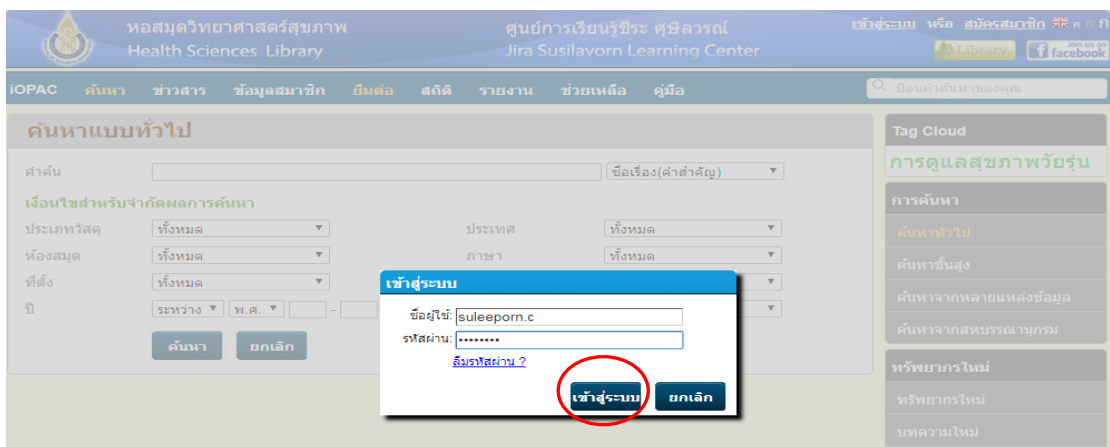 หอสมุดวิทยาศาสตร์สุขภาพ ศูนย์การเรียนรู้ชีระ ศุษิลวรณ์ เข้าสู่ระบบ หรือ สมัครสมาชิก ก ก ก
Health Sciences Library Jira Susilavorn Learning Center Library Join us on facebook
iOPAC ค้นหา ข่าวสาร ข้อมูลสมาชิก ยืมต่อ สถิติ รายงาน ช่วยเหลือ คู่มือ ป้อนคำค้นหาของคุณ
ค้นหาแบบทั่วไป
คำค้น ชื่อเรื่อง(คำสำคัญ)
เงื่อนไขสำหรับจำกัดผลการค้นหา
ประเภทวัสดุ ทั้งหมด ประเทศ ทั้งหมด
ห้องสมุด ทั้งหมด ภาษา ทั้งหมด
ที่ตั้ง ทั้งหมด
ปี ระหว่าง พ.ศ. -
ค้นหา ยกเลิก
เข้าสู่ระบบ
ชื่อผู้ใช้: suleeporn.c
รหัสผ่าน: ••••••••
ลืมรหัสผ่าน ?
เข้าสู่ระบบ ยกเลิก
Tag Cloud
การดูแลสุขภาพวัยรุ่น
การค้นหา
ค้นหาทั่วไป
ค้นหาขั้นสูง
ค้นหาจากหลายแหล่งข้อมูล
ค้นหาจากสหบรรณานุกรม
ทรัพยากรใหม่
ทรัพยากรใหม่
บทความใหม่